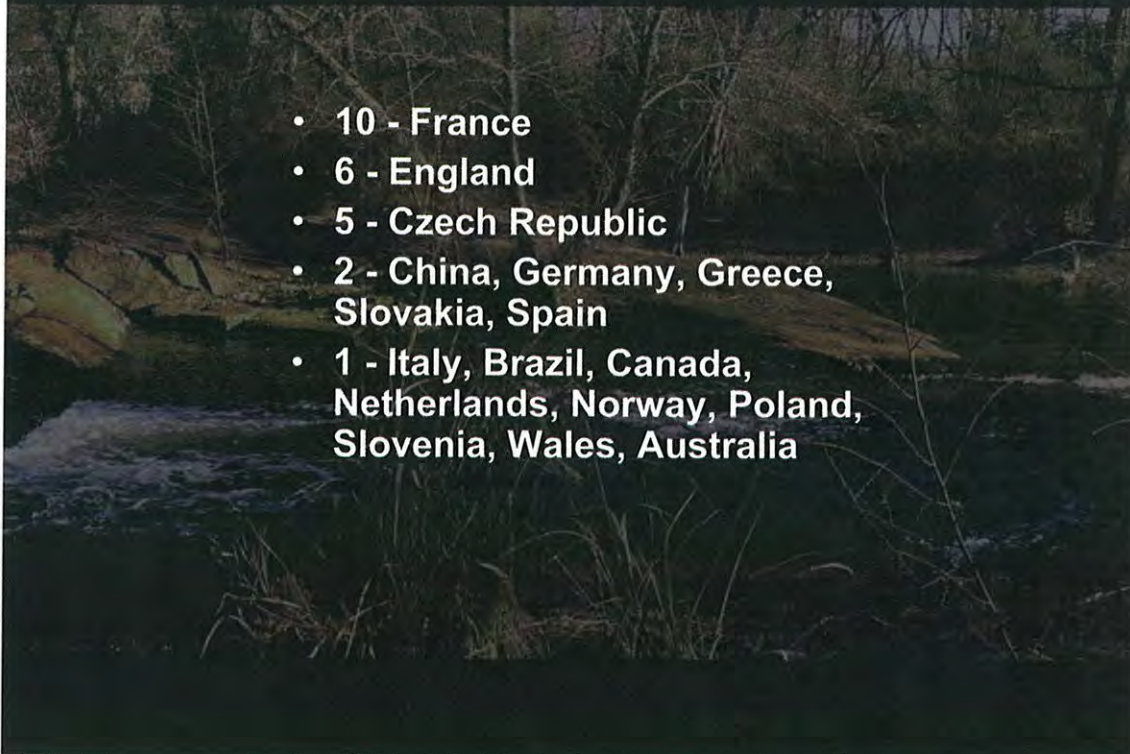 • 10 - France
• 6 - England
• 5 - Czech Republic
• 2 - China, Germany, Greece,
Slovakia, Spain
• 1 - Italy, Brazil, Canada,
Netherlands, Norway, Poland,
Slovenia, Wales, Australia